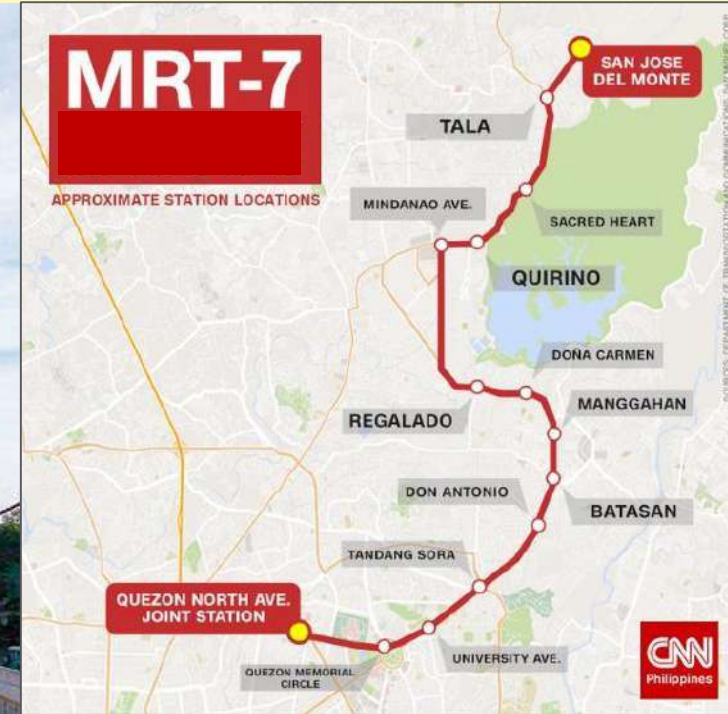 MRT-7
APPROXIMATE STATION LOCATIONS
SAN JOSE
DEL MONTE
TALA
MINDANAO AVE.
SACRED HEART
QUIRINO
DOÑA CARMEN
REGALADO
MANGGAHAN
DON ANTONIO
BATASAN
TANDANG SORA
QUEZON NORTH AVE.
JOINT STATION
UNIVERSITY AVE.
QUEZON MEMORIAL
CIRCLE
CNN
Philippines